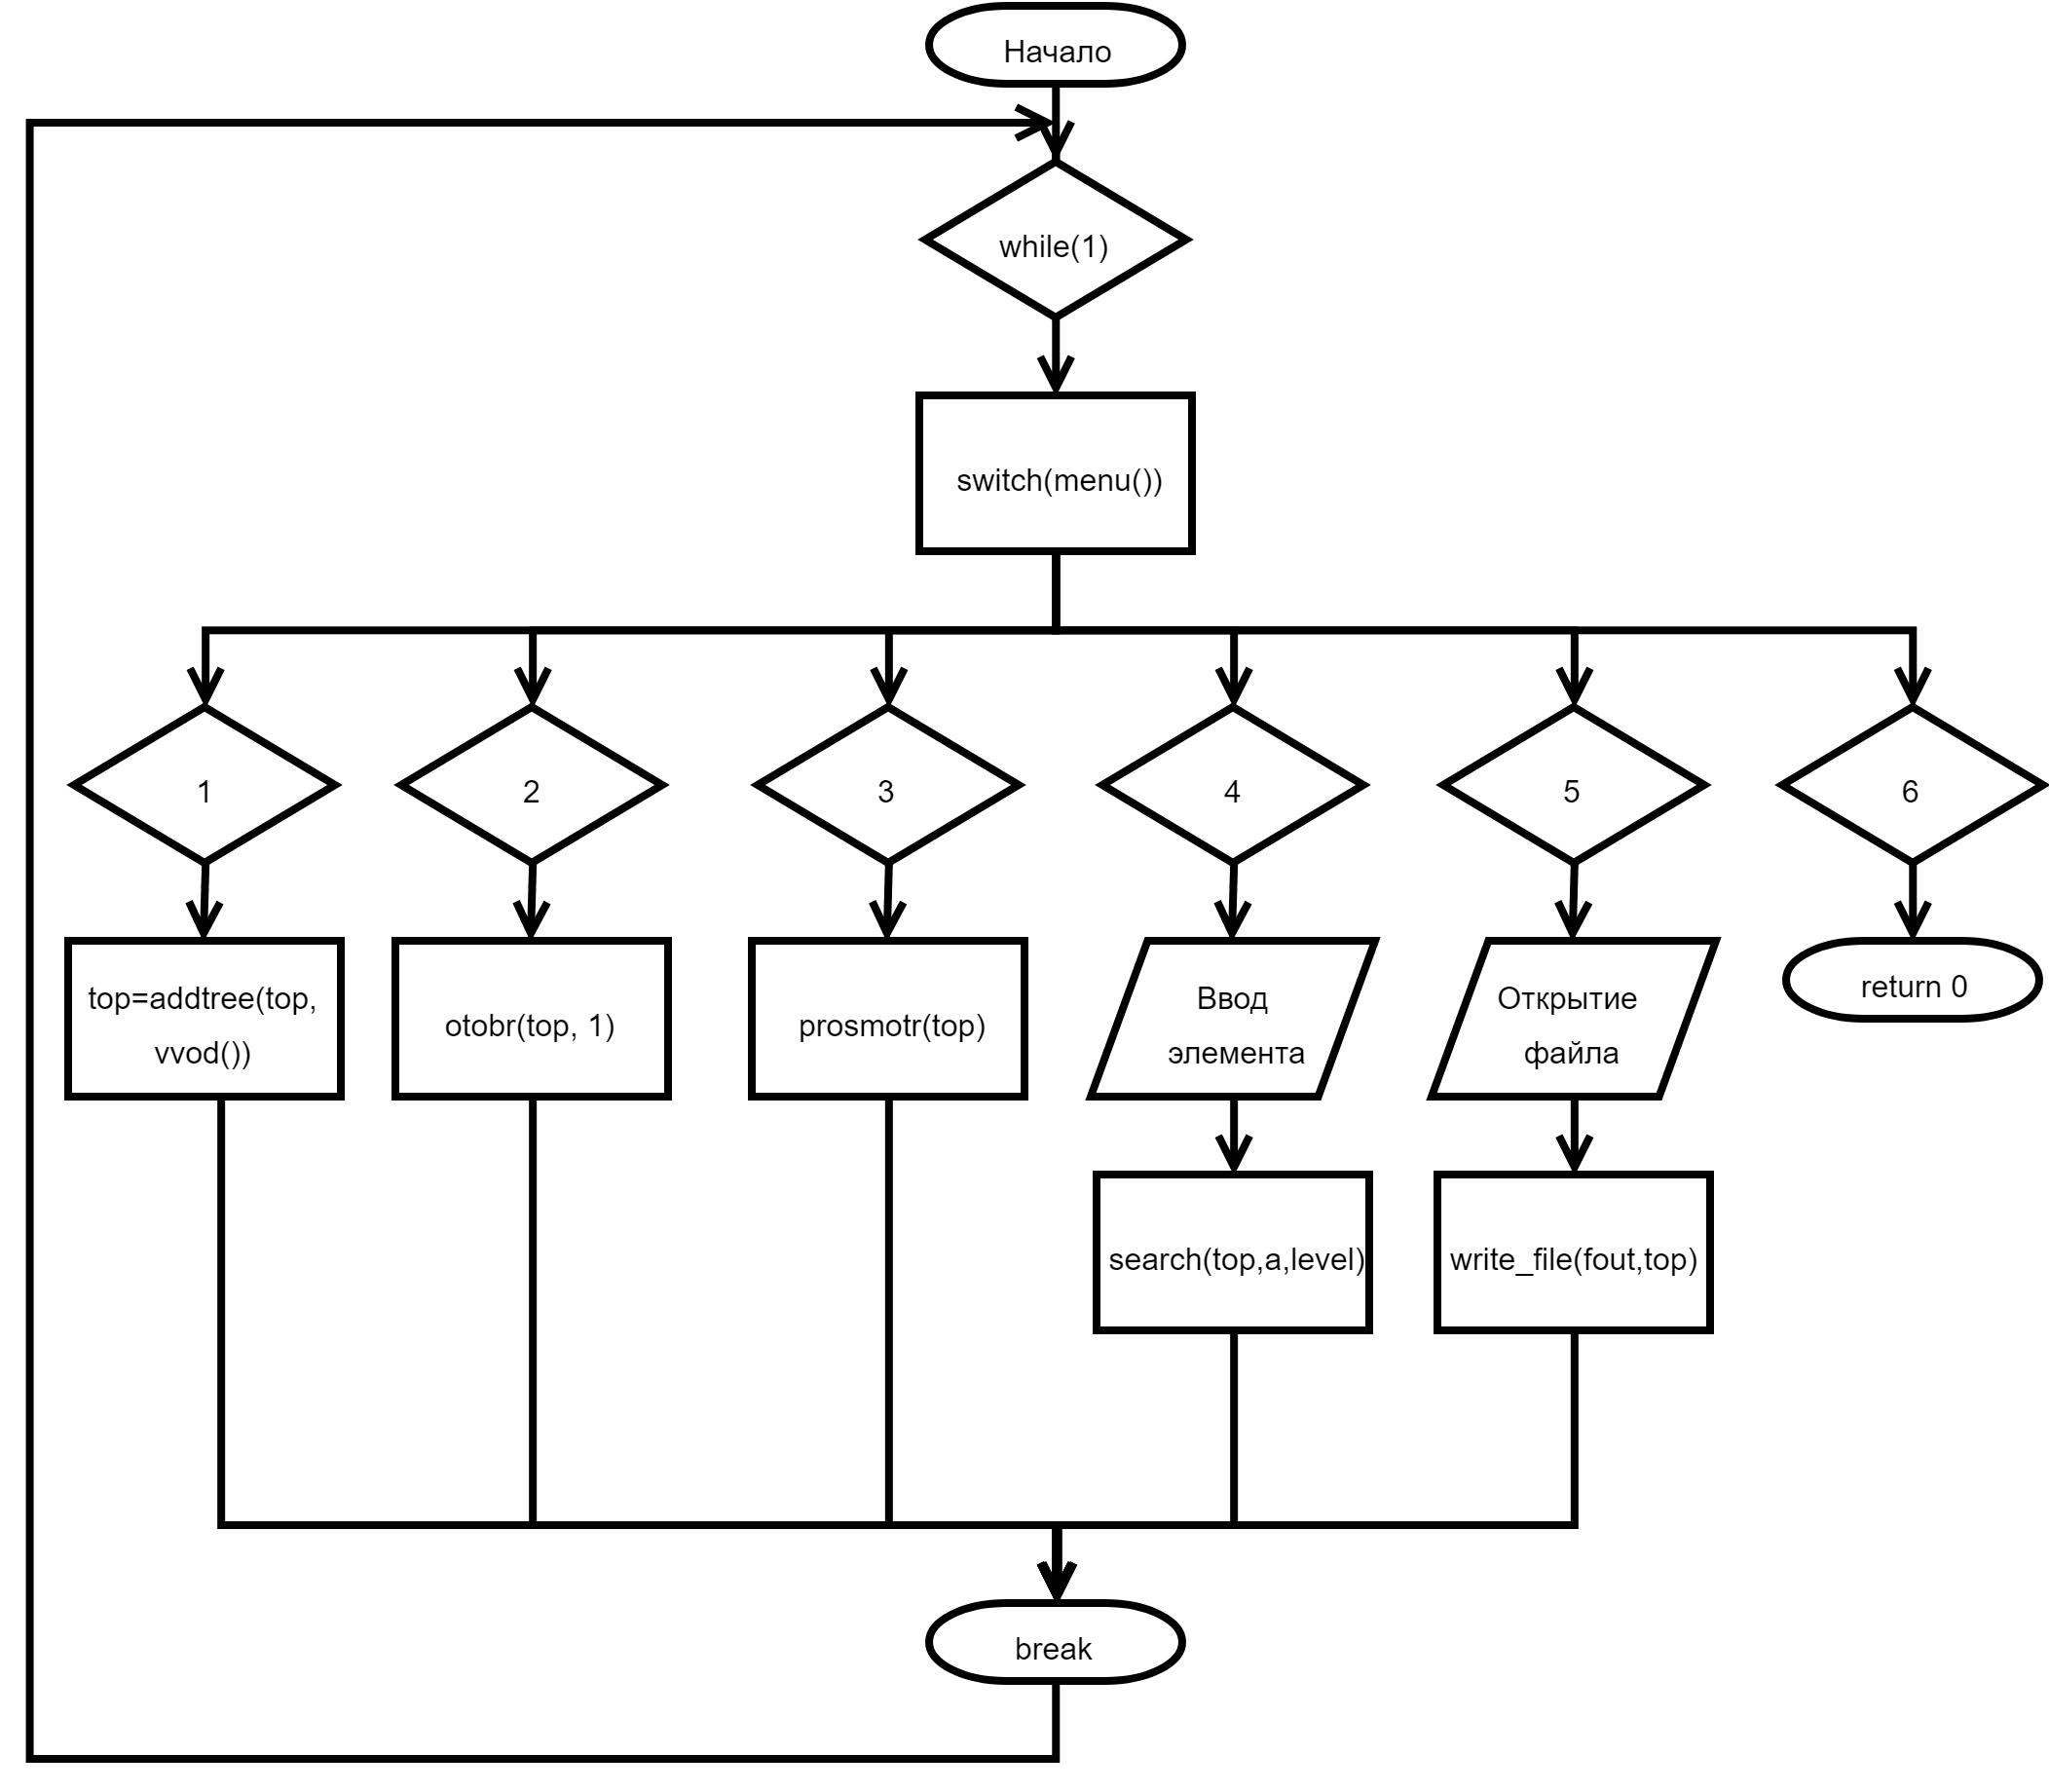 Начало
while(1)
switch(menu())
1
2
3
4
5
6
top=addtree(top,
vvod())
otobr(top, 1)
prosmotr(top)
Ввод
элемента
Открытие
файла
return 0
search(top,a,level)
write_file(fout,top)
break